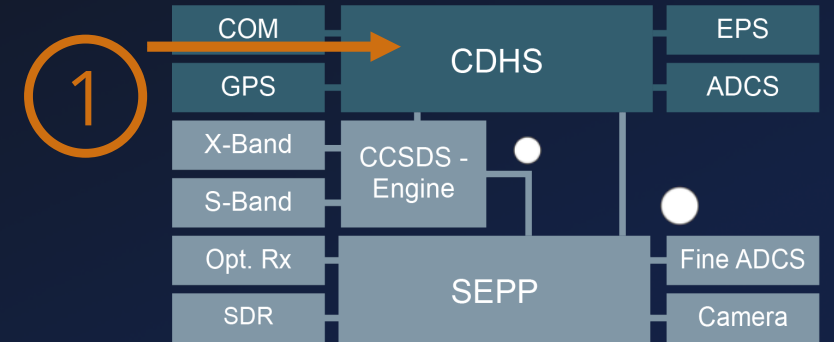 COM
EPS
CDHS
GPS
ADCS
1
X-Band
CCSDS -
Engine
S-Band
Opt. Rx
Fine ADCS
SEPP
SDR
Camera